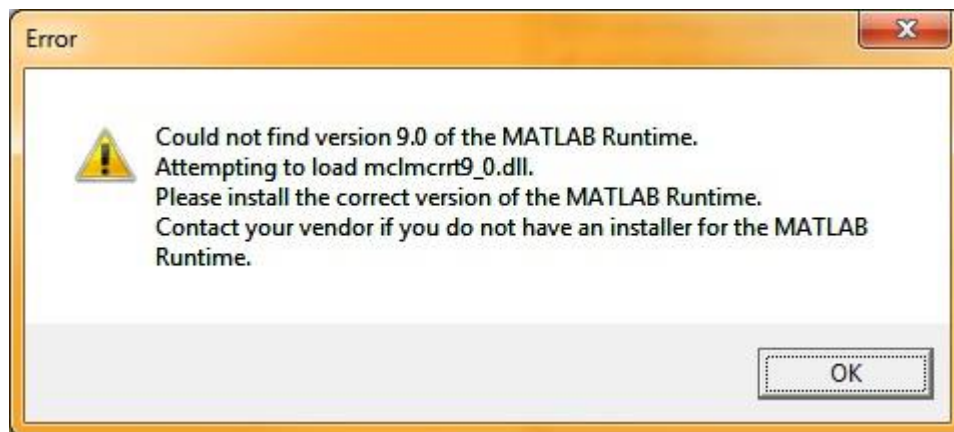 Error
Could not find version 9.0 of the MATLAB Runtime.
Attempting to load mclmcrrt9_0.dll.
Please install the correct version of the MATLAB Runtime.
Contact your vendor if you do not have an installer for the MATLAB
Runtime.
OK